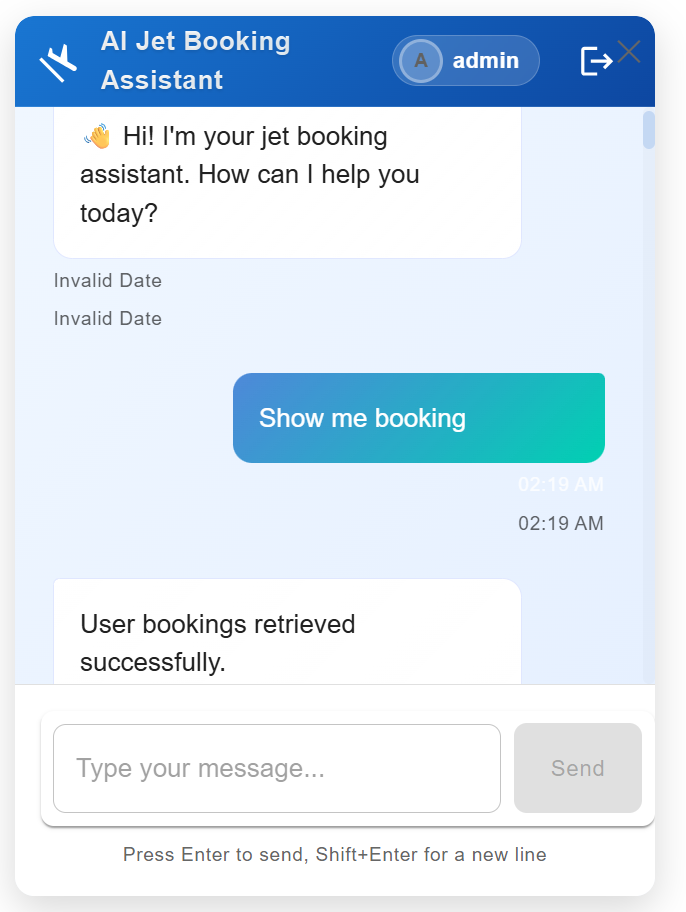 AI Jet Booking
Assistant
A admin
👋 Hi! I'm your jet booking
assistant. How can I help you
today?
Invalid Date
Invalid Date
Show me booking
02:19 AM
02:19 AM
User bookings retrieved
successfully.
Type your message...
Send
Press Enter to send, Shift+Enter for a new line